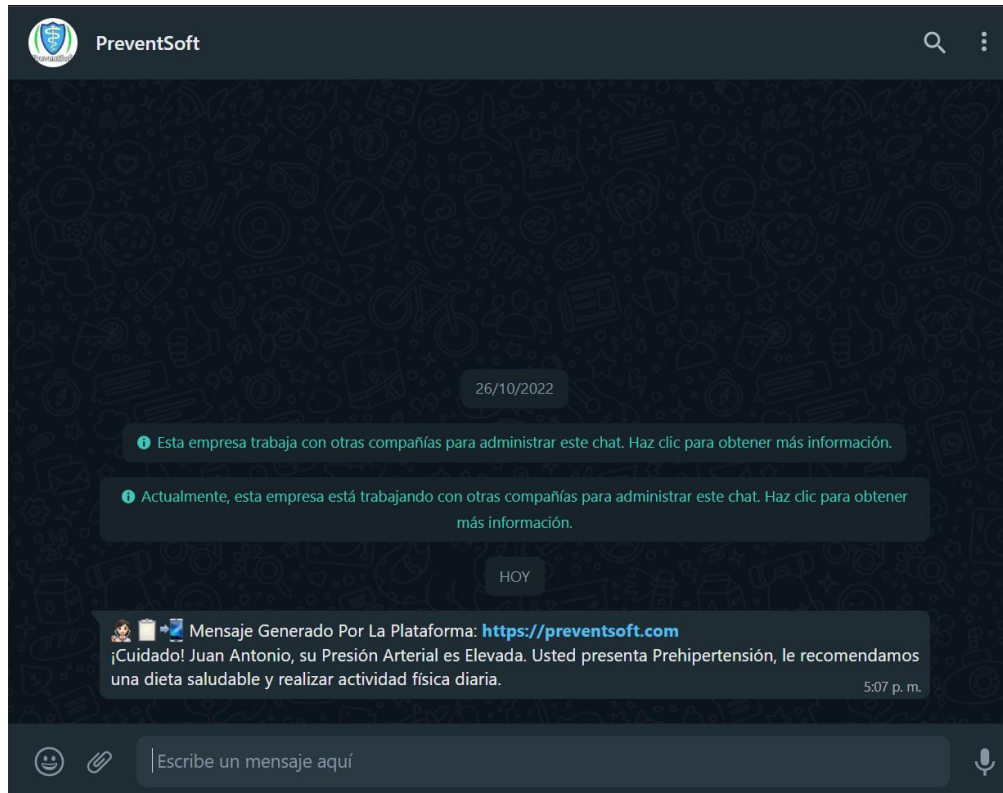 PreventSoft
PreventSoft
26/10/2022
Esta empresa trabaja con otras compañías para administrar este chat. Haz clic para obtener más información.
Actualmente, esta empresa está trabajando con otras compañías para administrar este chat. Haz clic para obtener
más información.
HOY
Mensaje Generado Por La Plataforma: https://preventsoft.com
¡Cuidado! Juan Antonio, su Presión Arterial es Elevada. Usted presenta Prehipertensión, le recomendamos
una dieta saludable y realizar actividad física diaria.
5:07 p. m.
Escribe un mensaje aquí